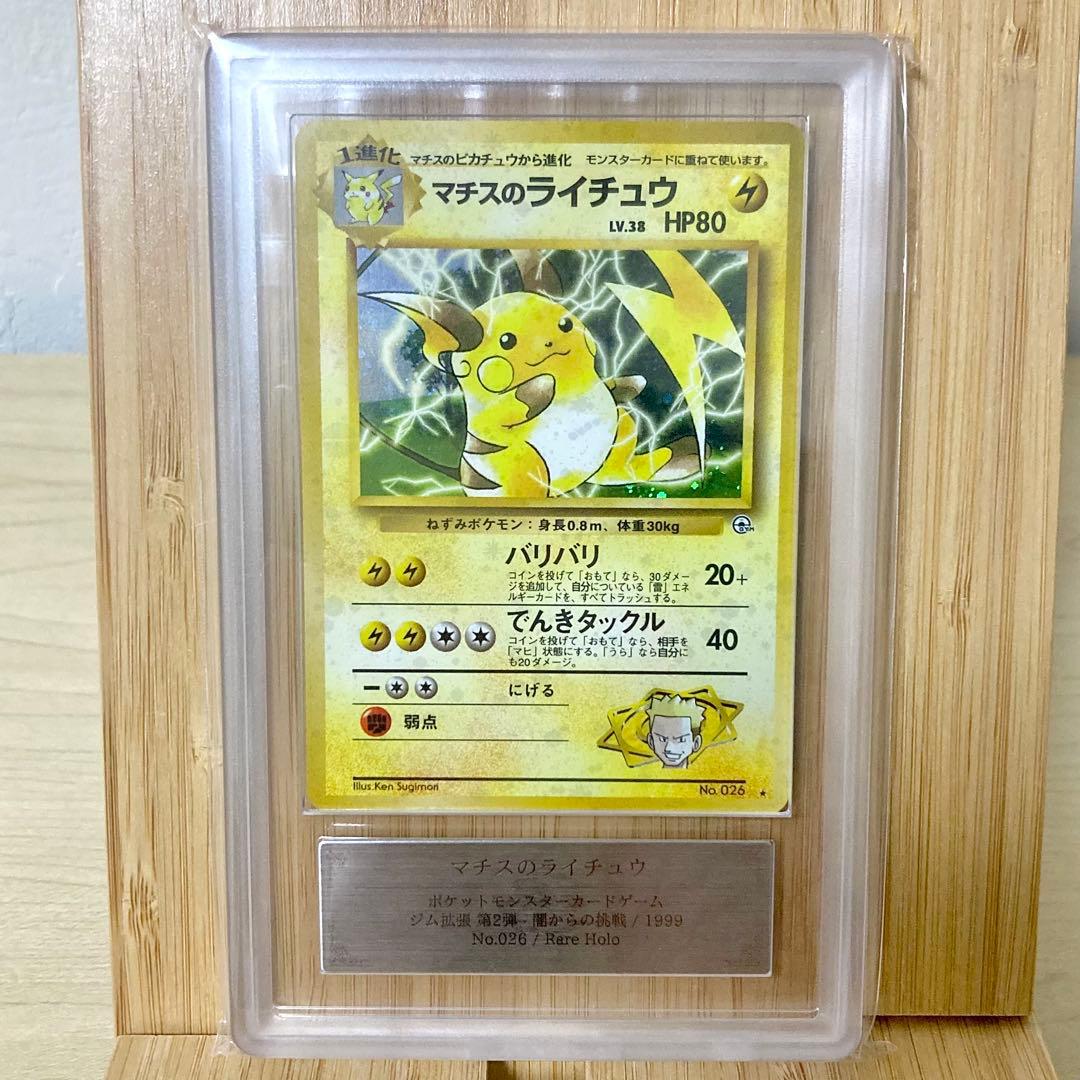 1進化 マチスのピカチュウから進化 モンスターカードに重ねて使います。
マチスのライチュウ
LV.38 HP80
ねずみポケモン：身長0.8m、体重30kg
GYM
バリバリ
コインを投げて「おもて」なら、30ダメー
ジを追加して、自分についている「雷」エネ
ルギーカードを、すべてトラッシュする。
20+
でんきタックル
コインを投げて「おもて」なら、相手を
「マヒ」状態にする。「うら」なら自分に
も20ダメージ。
40
にげる
弱点
Illus.Ken Sugimori
No. 026 ★
マチスのライチュウ
ポケットモンスターカードゲーム
ジム拡張 第2弾 - 闇からの挑戦 / 1999
No.026 / Rare Holo